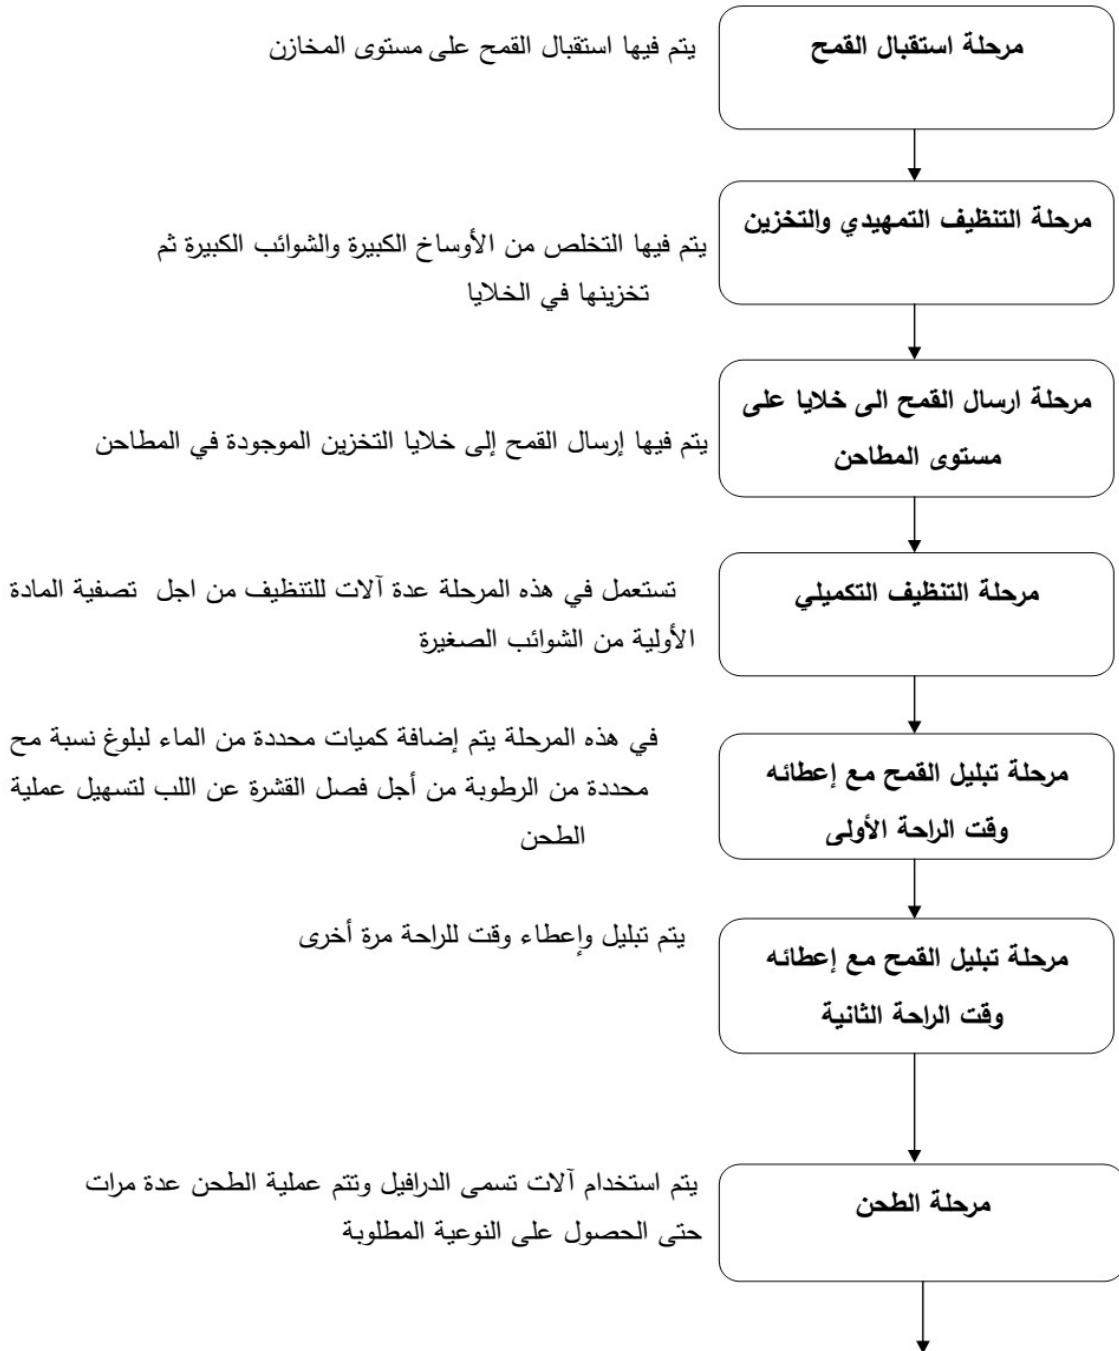 مرحلة استقبال القمح
يتم فيها استقبال القمح على مستوى المخازن
مرحلة التنظيف التمهيدي والتخزين
يتم فيها التخلص من الأوساخ الكبيرة والشوائب الكبيرة ثم
تخزينها في الخلايا
مرحلة ارسال القمح الى خلايا على
مستوى المطاحن
يتم فيها إرسال القمح إلى خلايا التخزين الموجودة في المطاحن
مرحلة التنظيف التكميلي
تستعمل في هذه المرحلة عدة آلات للتنظيف من اجل تصفية المادة
الأولية من الشوائب الصغيرة
مرحلة تبليل القمح مع إعطائه
وقت الراحة الأولى
في هذه المرحلة يتم إضافة كميات محددة من الماء لبلوغ نسبة مح
محددة من الرطوبة من أجل فصل القشرة عن اللب لتسهيل عملية
الطحن
مرحلة تبليل القمح مع إعطائه
وقت الراحة الثانية
يتم تبليل وإعطاء وقت للراحة مرة أخرى
مرحلة الطحن
يتم استخدام آلات تسمى الدرافيل وتتم عملية الطحن عدة مرات
حتى الحصول على النوعية المطلوبة